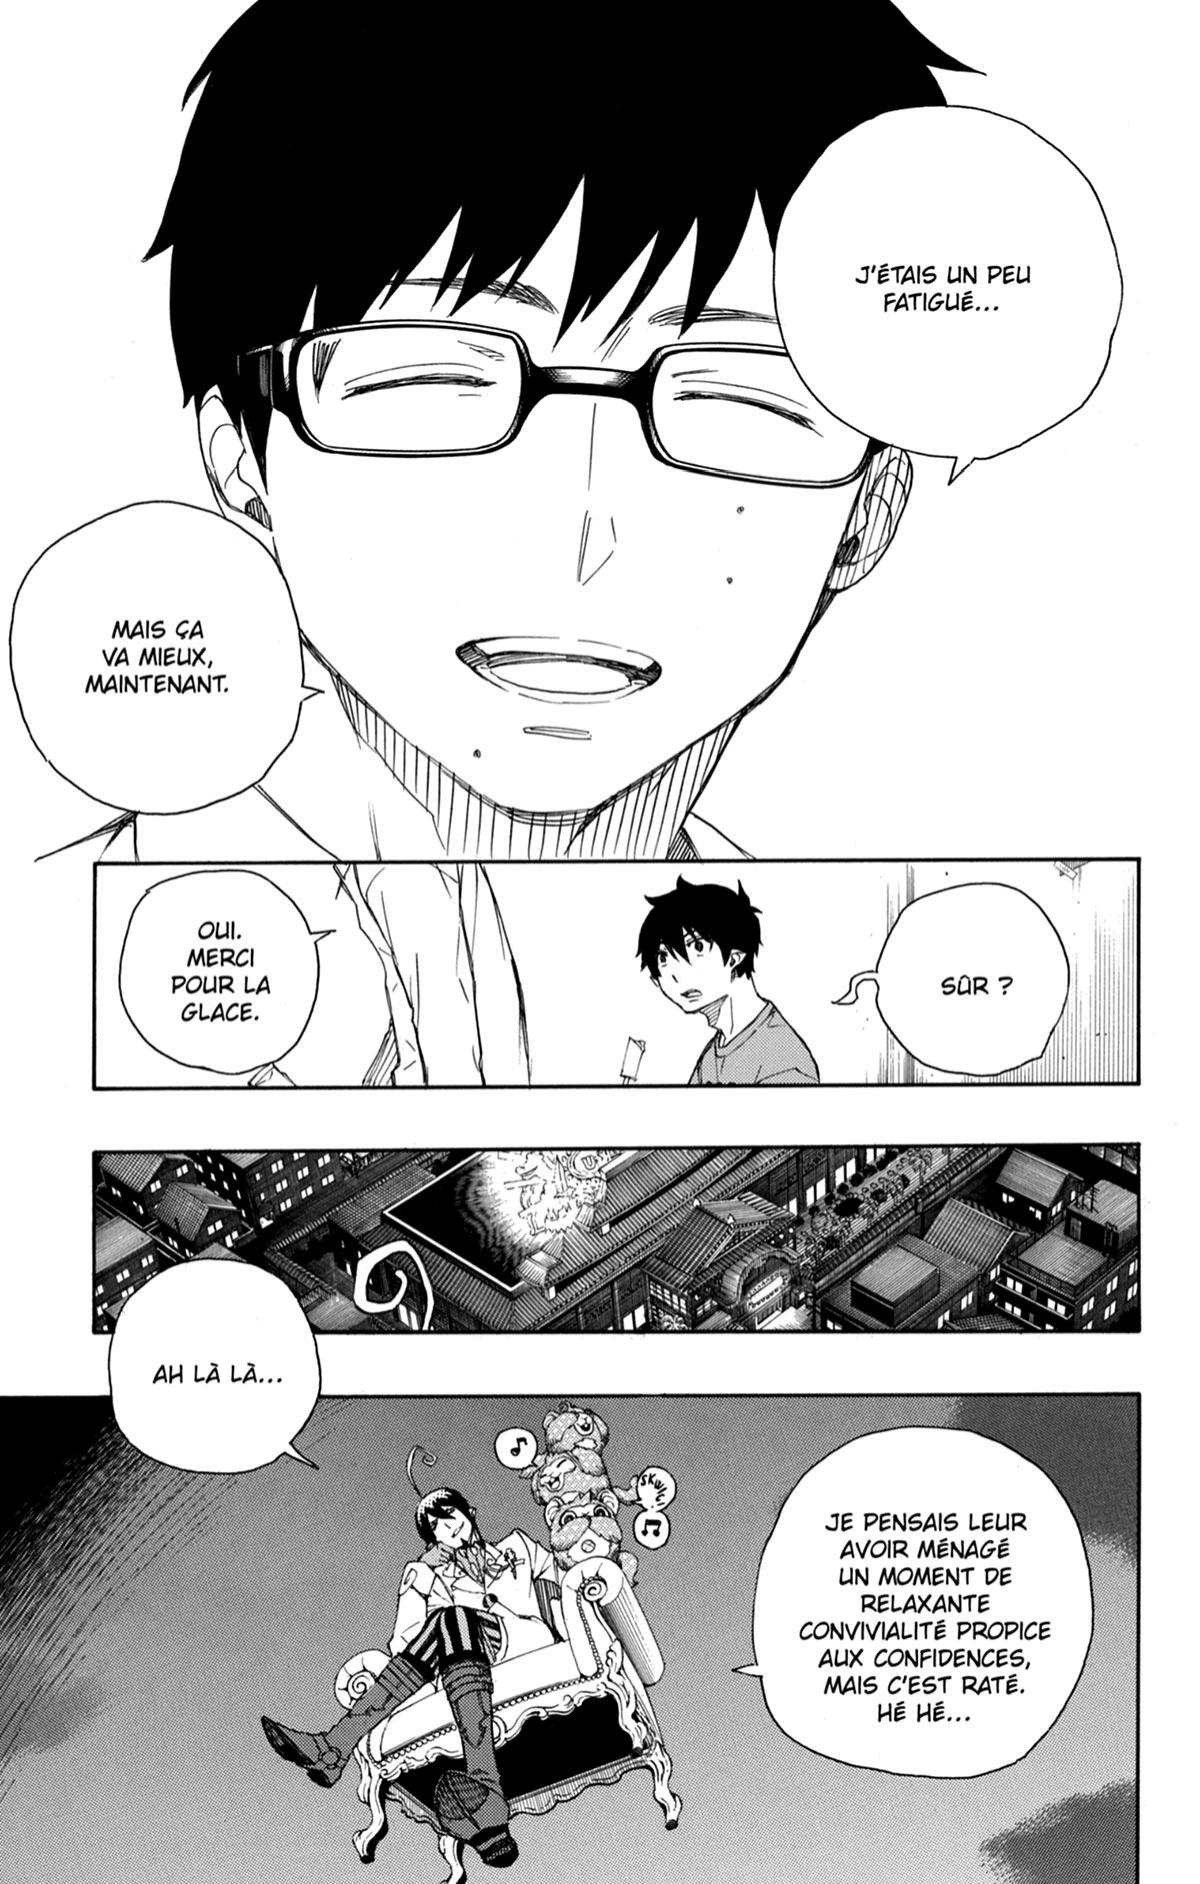 J'ÉTAIS UN PEU
FATIGUÉ...
MAIS ÇA
VA MIEUX,
MAINTENANT.
SÛR ?
OUI.
MERCI
POUR LA
GLACE.
AH LÀ LÀ...
JE PENSAIS LEUR
AVOIR MÉNAGÉ
UN MOMENT DE
RELAXANTE
CONVIVIALITÉ PROPICE
AUX CONFIDENCES,
MAIS C'EST RATÉ.
HÉ HÉ...